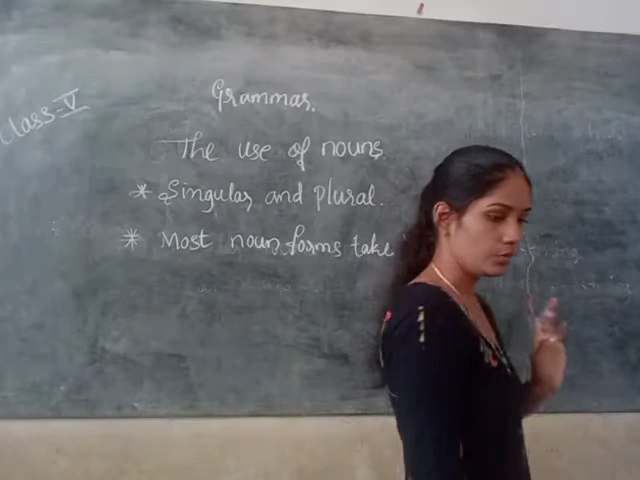 Class V
Grammar.
The use of nouns
* Singular and plural.
* Most noun forms take